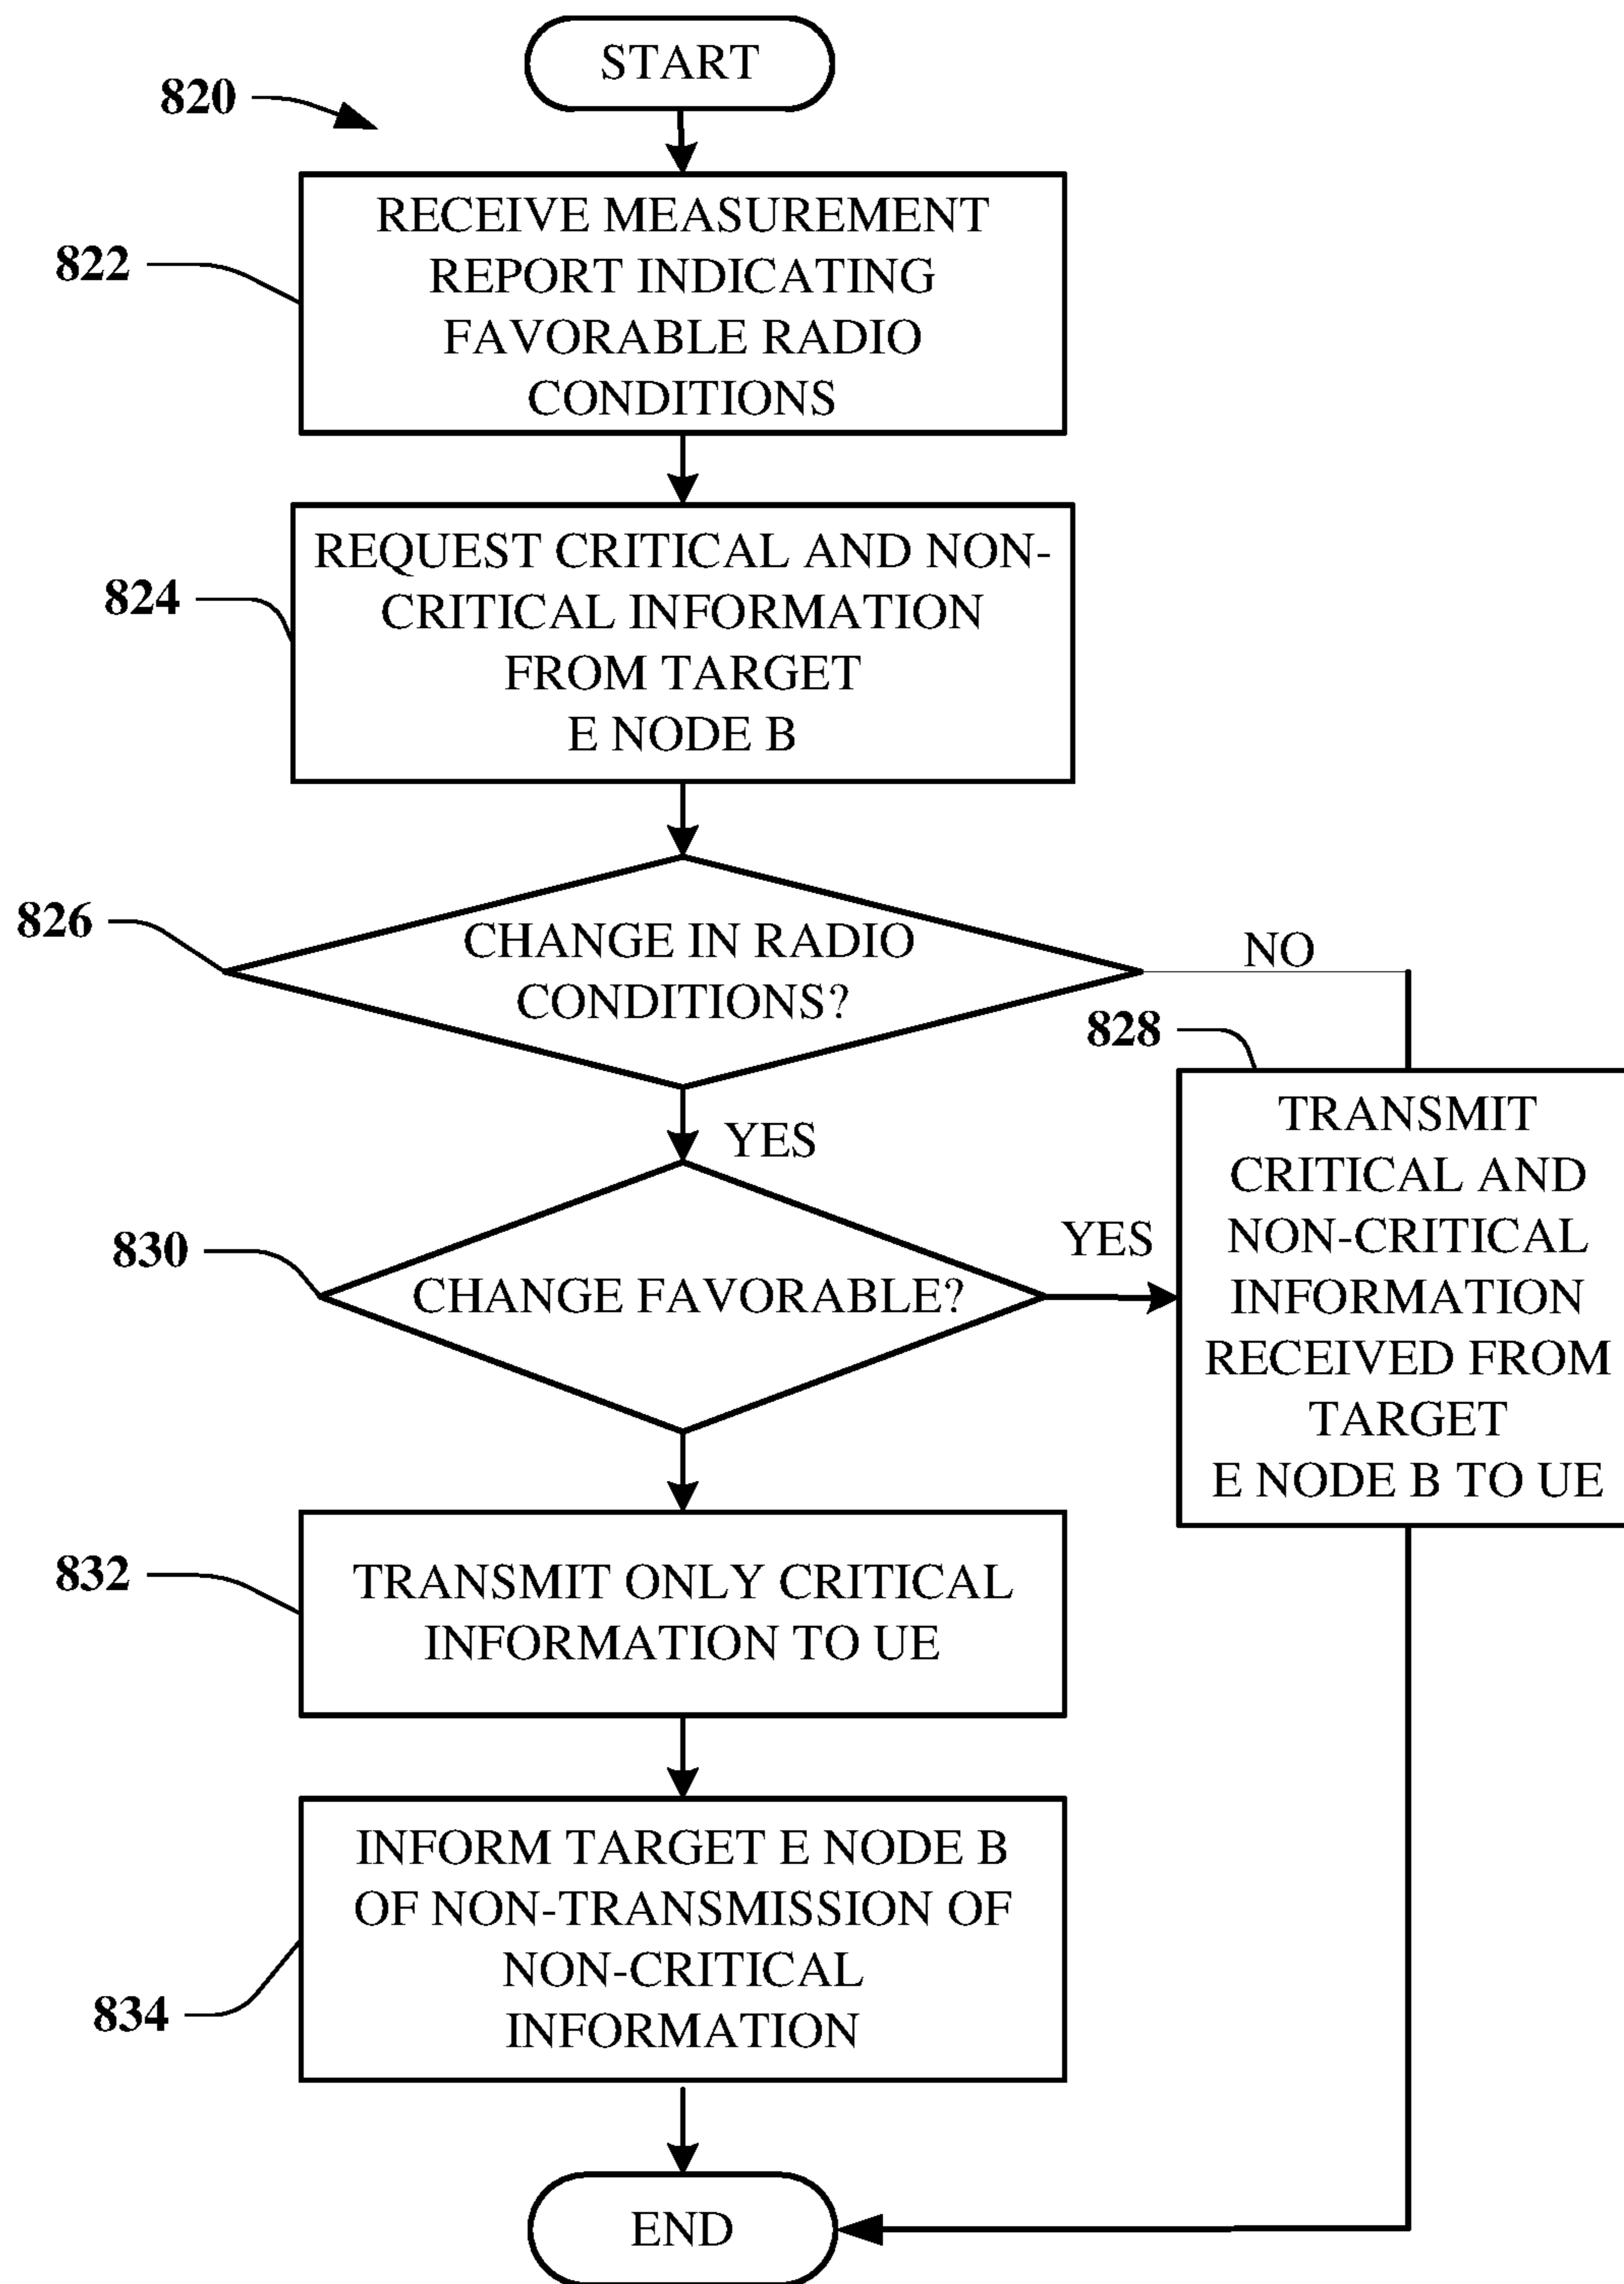 START
820
822
RECEIVE MEASUREMENT
REPORT INDICATING
FAVORABLE RADIO
CONDITIONS
824
REQUEST CRITICAL AND NON-
CRITICAL INFORMATION
FROM TARGET
E NODE B
826
CHANGE IN RADIO
CONDITIONS?
NO
828
TRANSMIT
CRITICAL AND
NON-CRITICAL
INFORMATION
RECEIVED FROM
TARGET
E NODE B TO UE
YES
830
CHANGE FAVORABLE?
YES
832
TRANSMIT ONLY CRITICAL
INFORMATION TO UE
834
INFORM TARGET E NODE B
OF NON-TRANSMISSION OF
NON-CRITICAL
INFORMATION
END